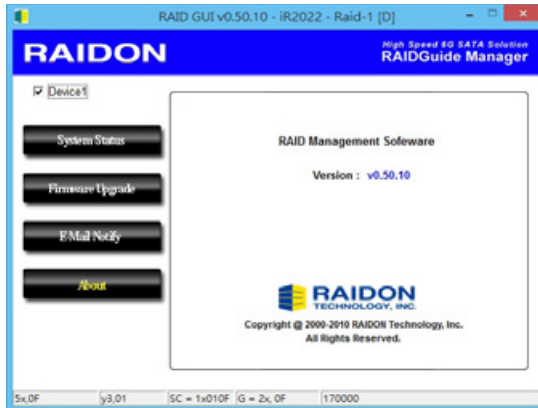 RAID GUI v0.50.10 - iR2022 - Raid-1 [D]
RAIDON
High Speed 6G SATA Solution
RAIDGuide Manager
Device1
System Status
Firmware Upgrade
E-Mail Notify
About
RAID Management Sofeware
Version : v0.50.10
RAIDON
TECHNOLOGY, INC.
Copyright @ 2000-2010 RAIDON Technology, Inc.
All Rights Reserved.
5x,0F y3,01 SC = 1x010F G = 2x, 0F 170000